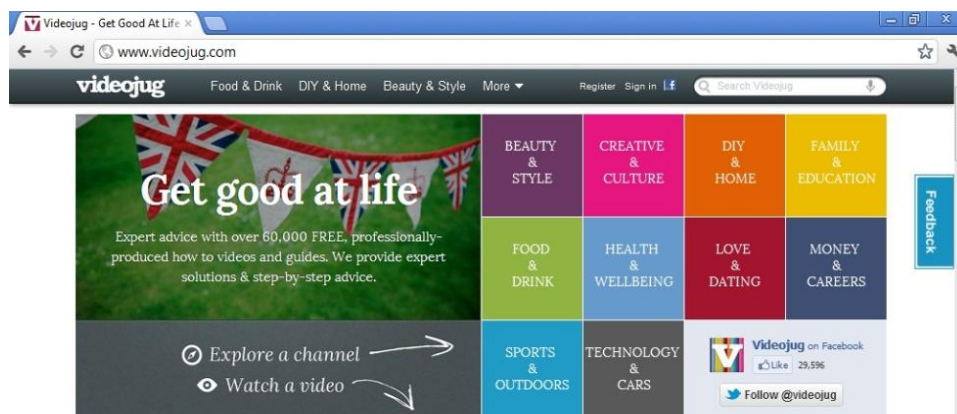 Videojug - Get Good At Life
www.videojug.com
videojug Food & Drink DIY & Home Beauty & Style More Register Sign in Search Videojug
Get good at life
Expert advice with over 60,000 FREE, professionally-
produced how to videos and guides. We provide expert
solutions & step-by-step advice.
Explore a channel
Watch a video
BEAUTY
&
STYLE
CREATIVE
&
CULTURE
DIY
&
HOME
FAMILY
&
EDUCATION
FOOD
&
DRINK
HEALTH
&
WELLBEING
LOVE
&
DATING
MONEY
&
CAREERS
SPORTS
&
OUTDOORS
TECHNOLOGY
&
CARS
Videojug on Facebook
Like 29,596
Follow @videojug
Feedback